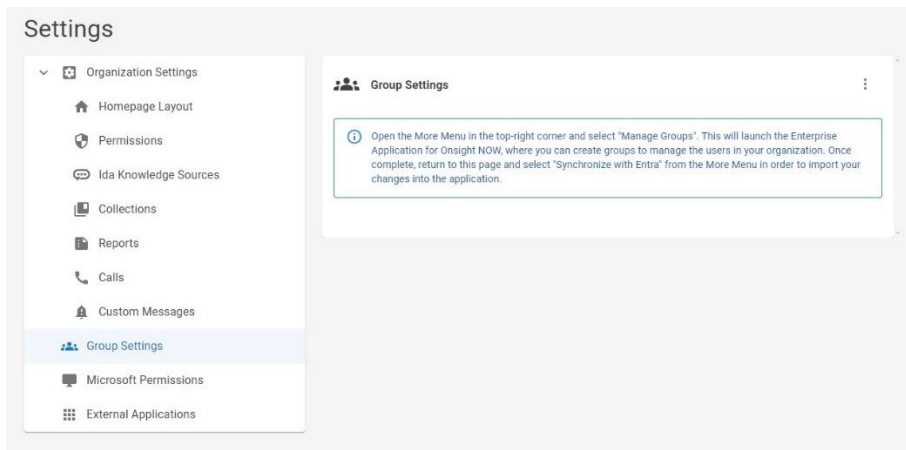 Settings
Organization Settings
Homepage Layout
Permissions
Ida Knowledge Sources
Collections
Reports
Calls
Custom Messages
Group Settings
Microsoft Permissions
External Applications
Group Settings
Open the More Menu in the top-right corner and select "Manage Groups". This will launch the Enterprise
Application for Onsight NOW, where you can create groups to manage the users in your organization. Once
complete, return to this page and select "Synchronize with Entra" from the More Menu in order to import your
changes into the application.